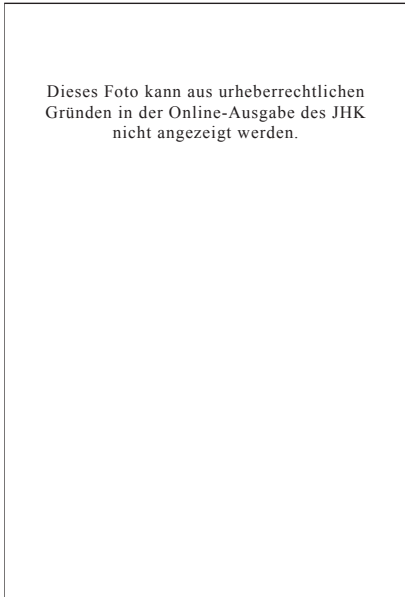 Dieses Foto kann aus urheberrechtlichen
Gründen in der Online-Ausgabe des JHK
nicht angezeigt werden.